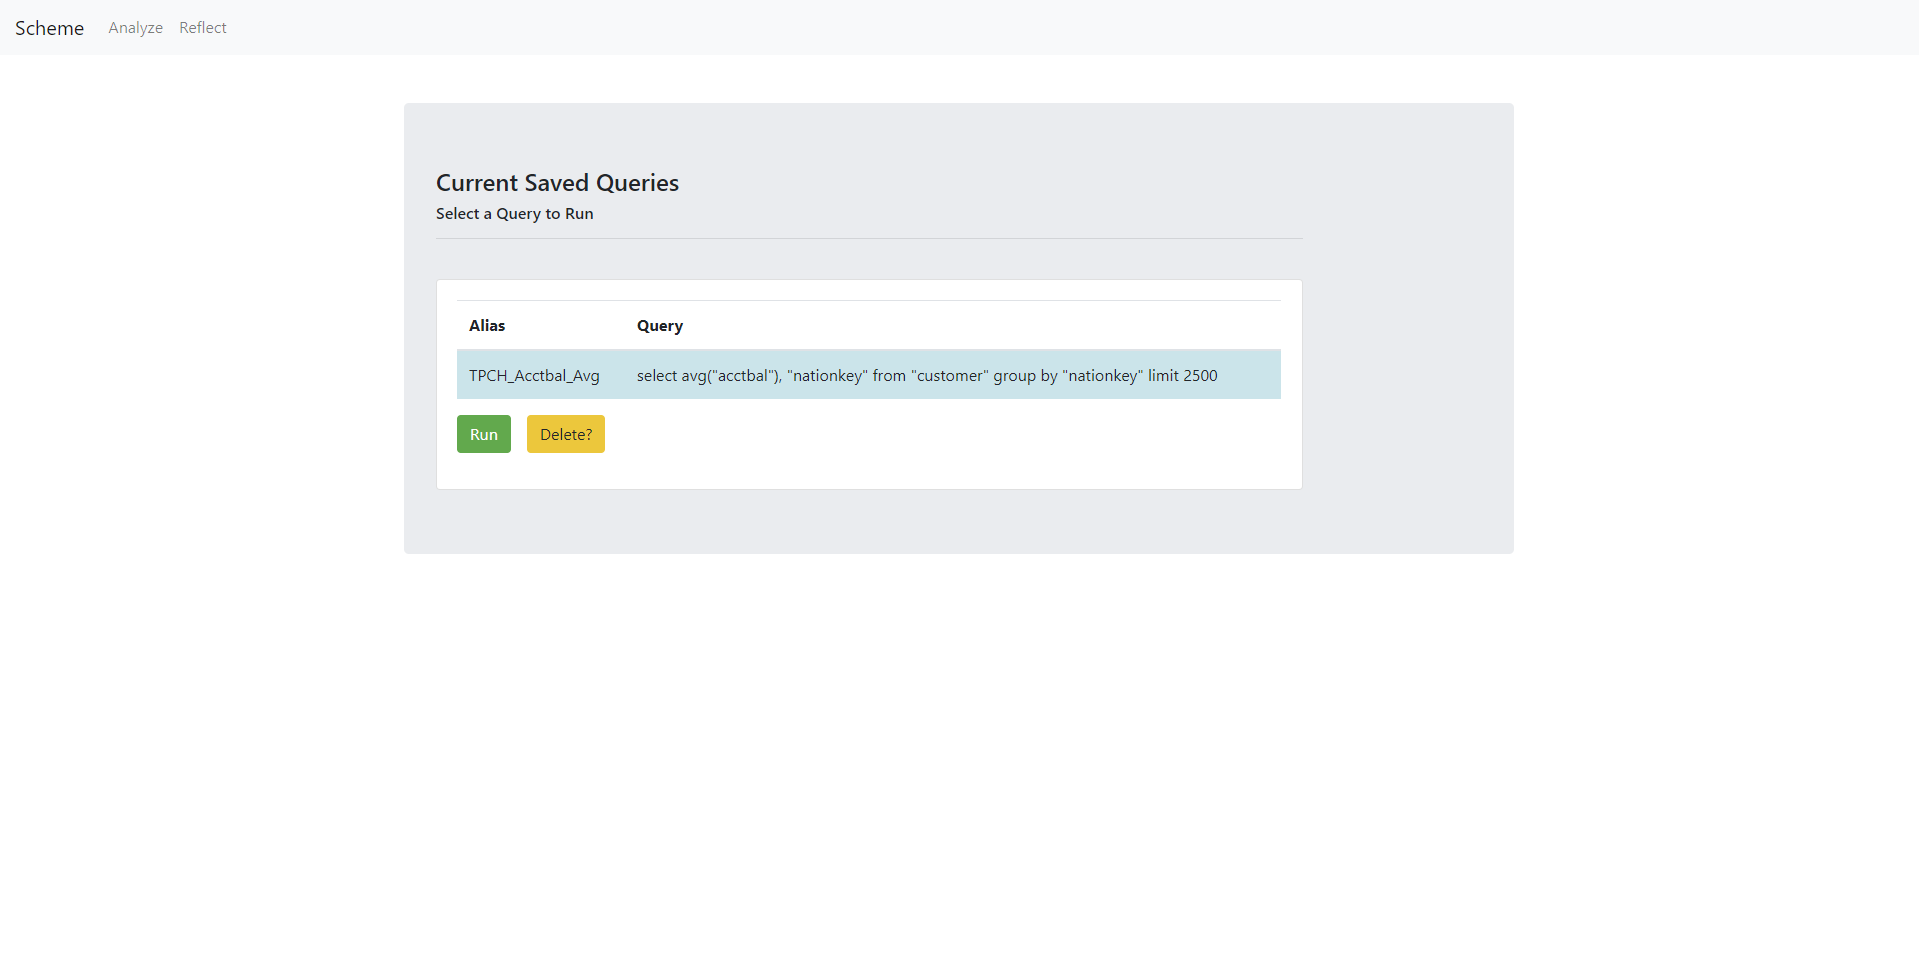 Scheme Analyze Reflect
Current Saved Queries
Select a Query to Run
Alias Query
TPCH_Acctbal_Avg select avg("acctbal"), "nationkey" from "customer" group by "nationkey" limit 2500
Run Delete?